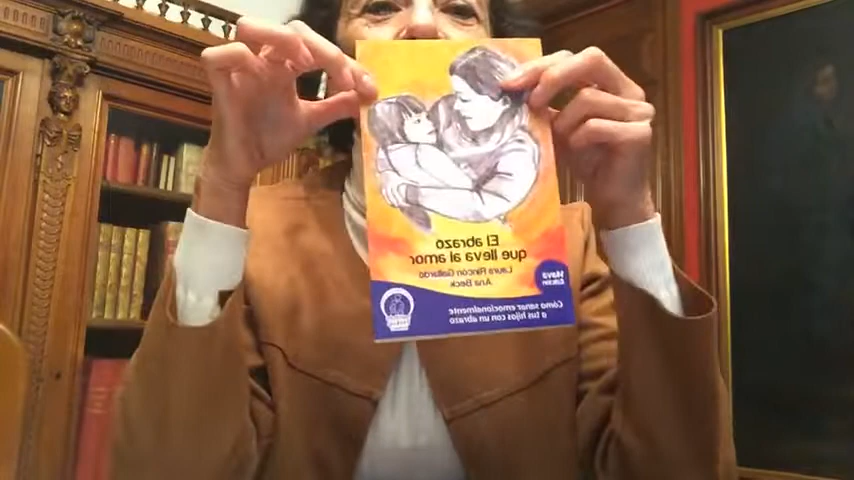 El abrazo
que lleva al amor
Laura Rincón Gallardo
Ana Beck
Nueva
Edición
Cómo sanar emocionalmente
a tus hijos con un abrazo